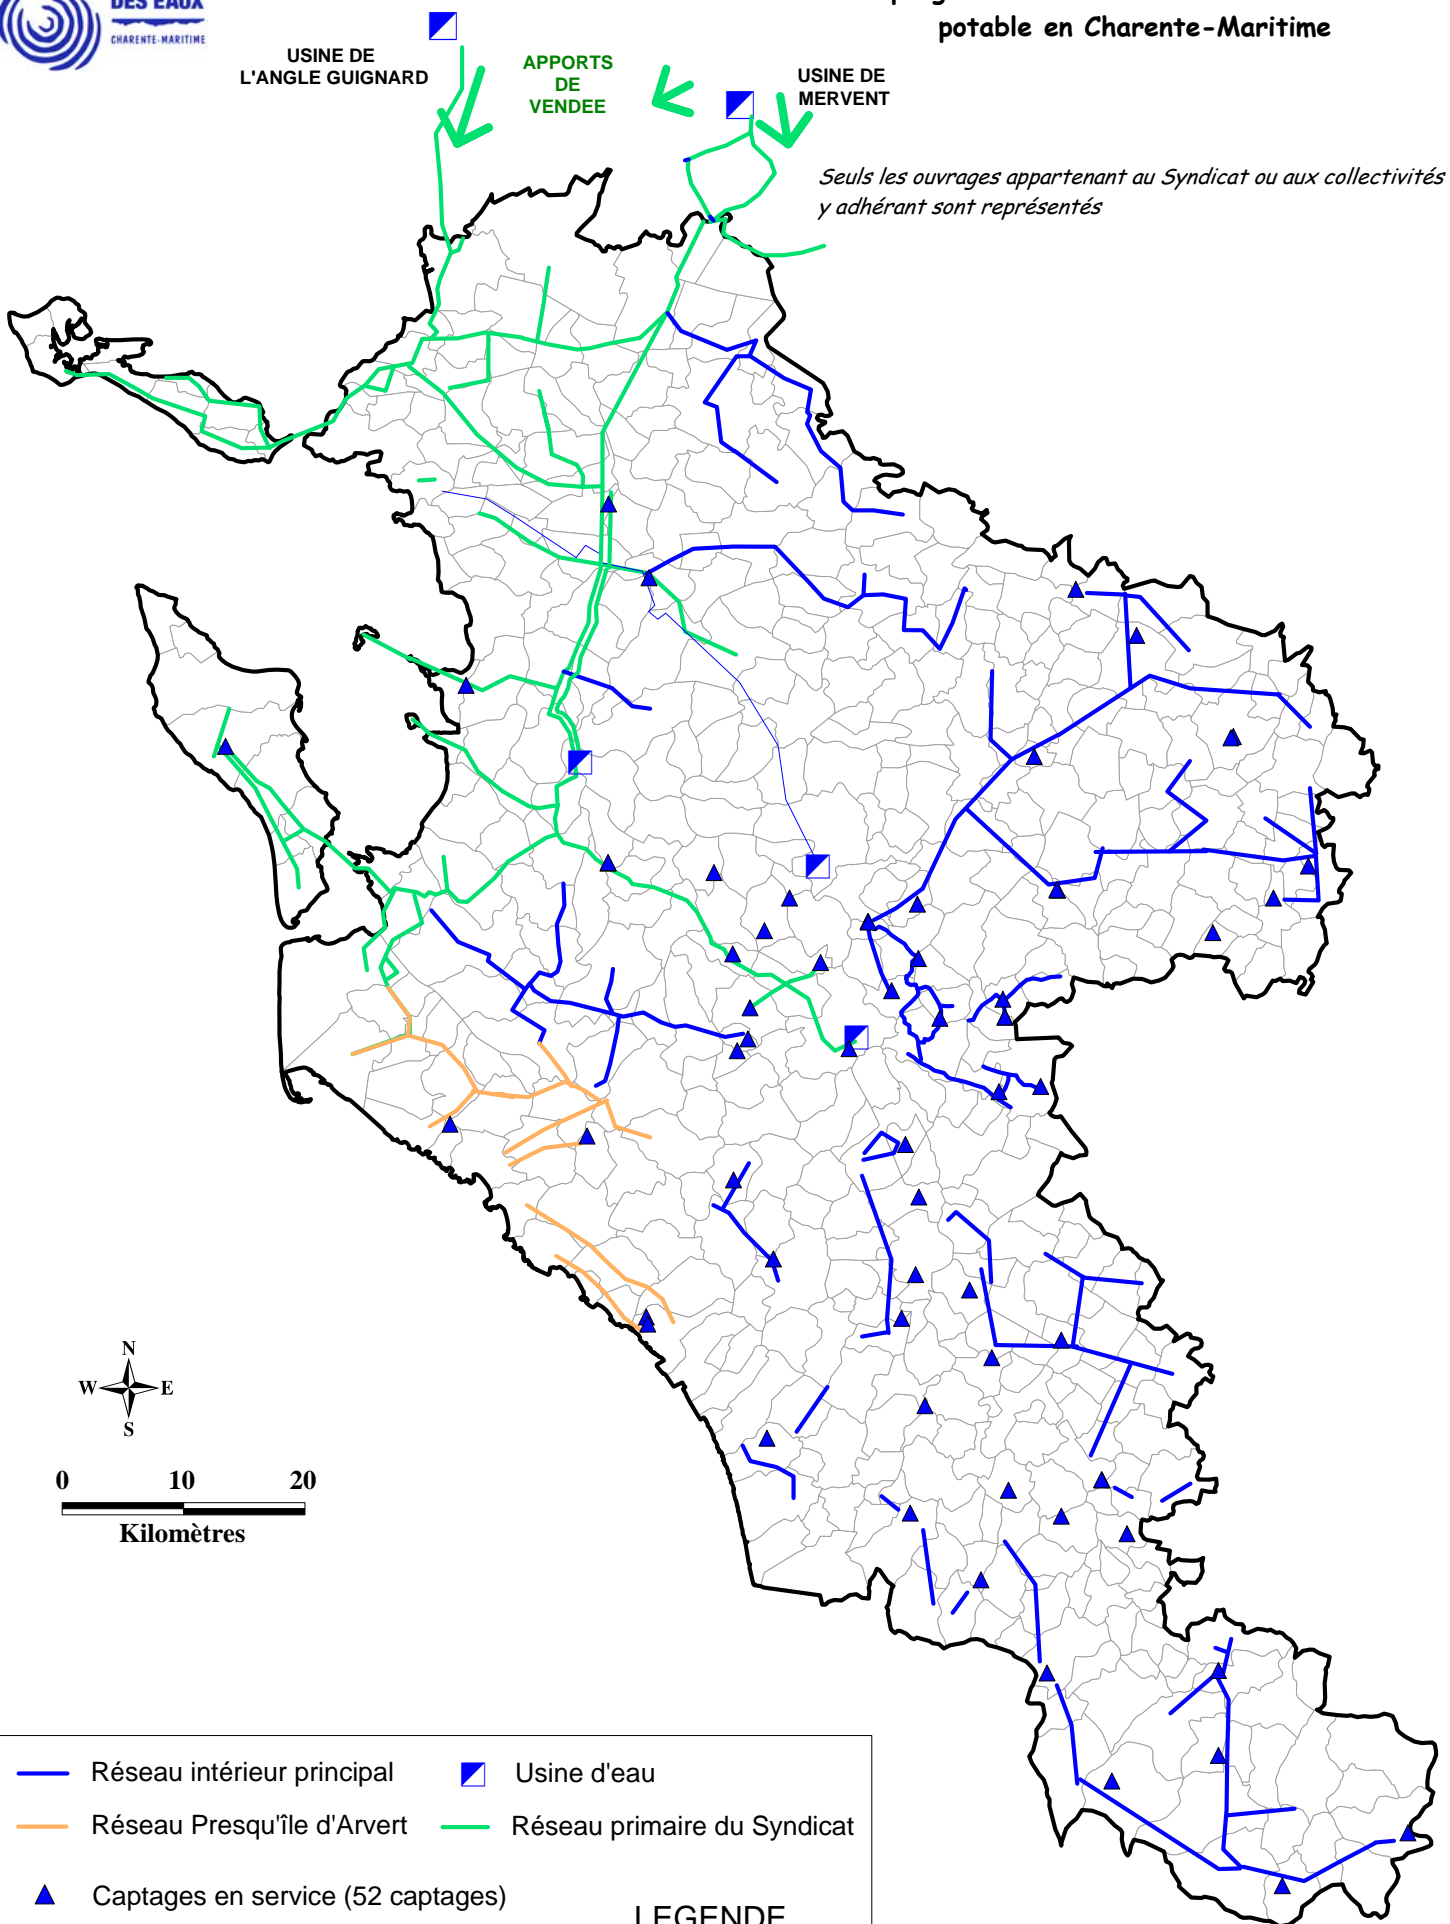 DES EAUX
CHARENTE-MARITIME
potable en Charente-Maritime
USINE DE
L'ANGLE GUIGNARD
APPORTS
DE
VENDEE
USINE DE
MERVENT
Seuls les ouvrages appartenant au Syndicat ou aux collectivités
y adhérant sont représentés
N
W E
S
0 10 20
Kilomètres
Réseau intérieur principal
Usine d'eau
Réseau Presqu'île d'Arvert
Réseau primaire du Syndicat
Captages en service (52 captages)
LEGENDE